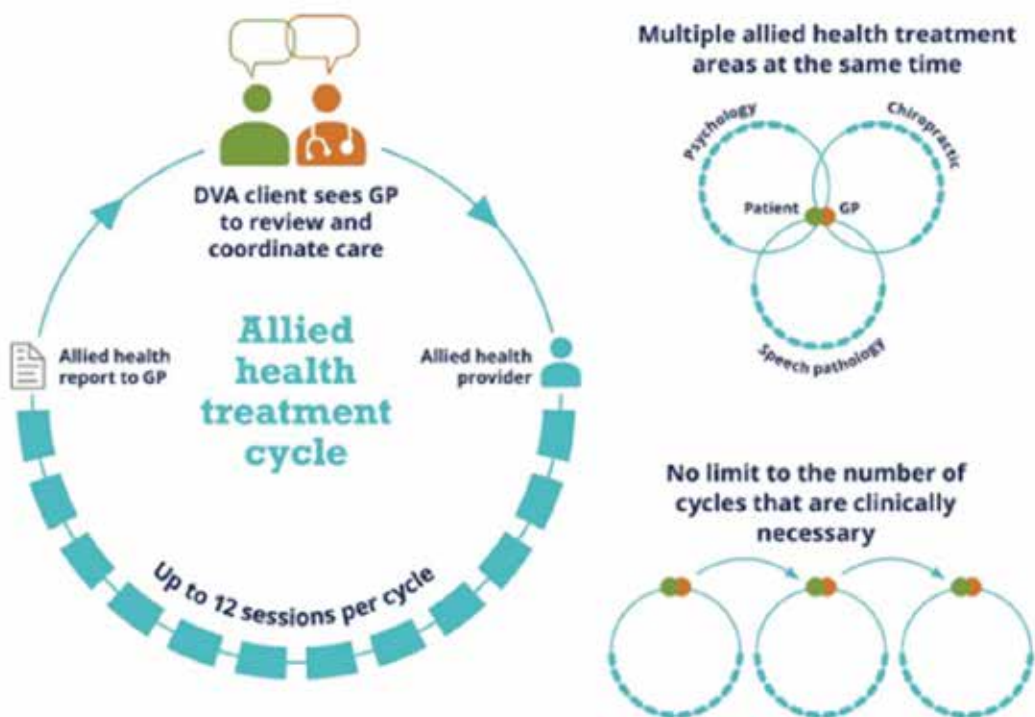 DVA client sees GP
to review and
coordinate care
Allied health
report to GP
Allied
health
treatment
cycle
Allied health
provider
Up to 12 sessions per cycle
Multiple allied health treatment
areas at the same time
Psychology
Chiropractic
Patient
GP
Speech pathology
No limit to the number of
cycles that are clinically
necessary